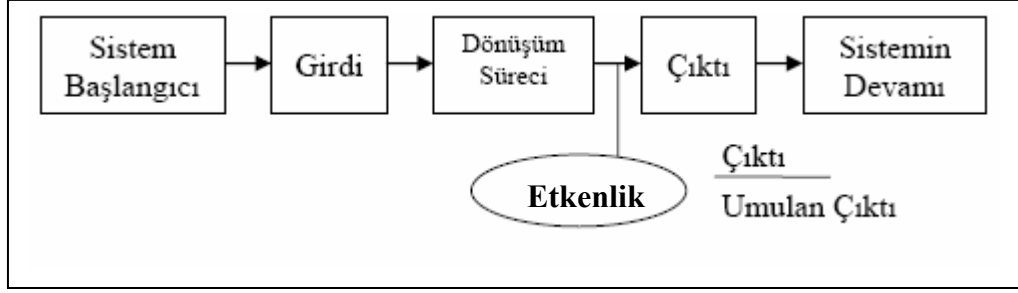 Sistem
Başlangıcı
Girdi
Dönüşüm
Süreci
Çıktı
Sistemin
Devamı
Etkenlik
Çıktı
Umulan Çıktı